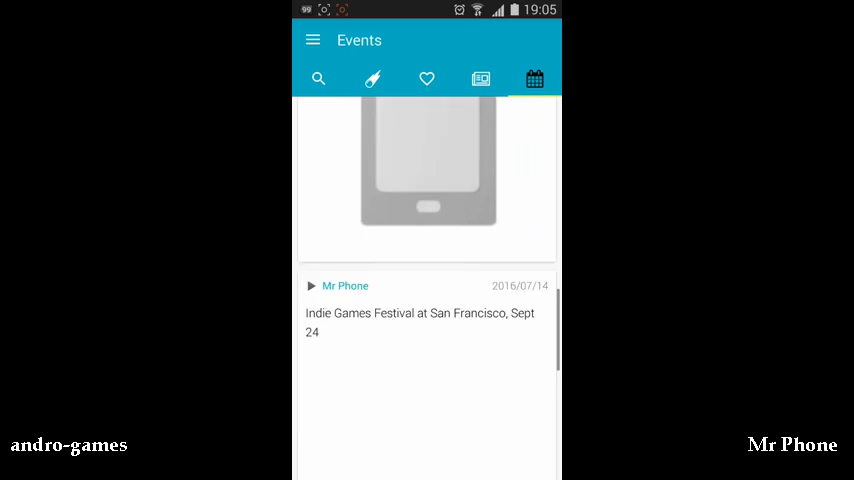 99 19:05
Events
Mr Phone 2016/07/14
Indie Games Festival at San Francisco, Sept
24
andro-games Mr Phone